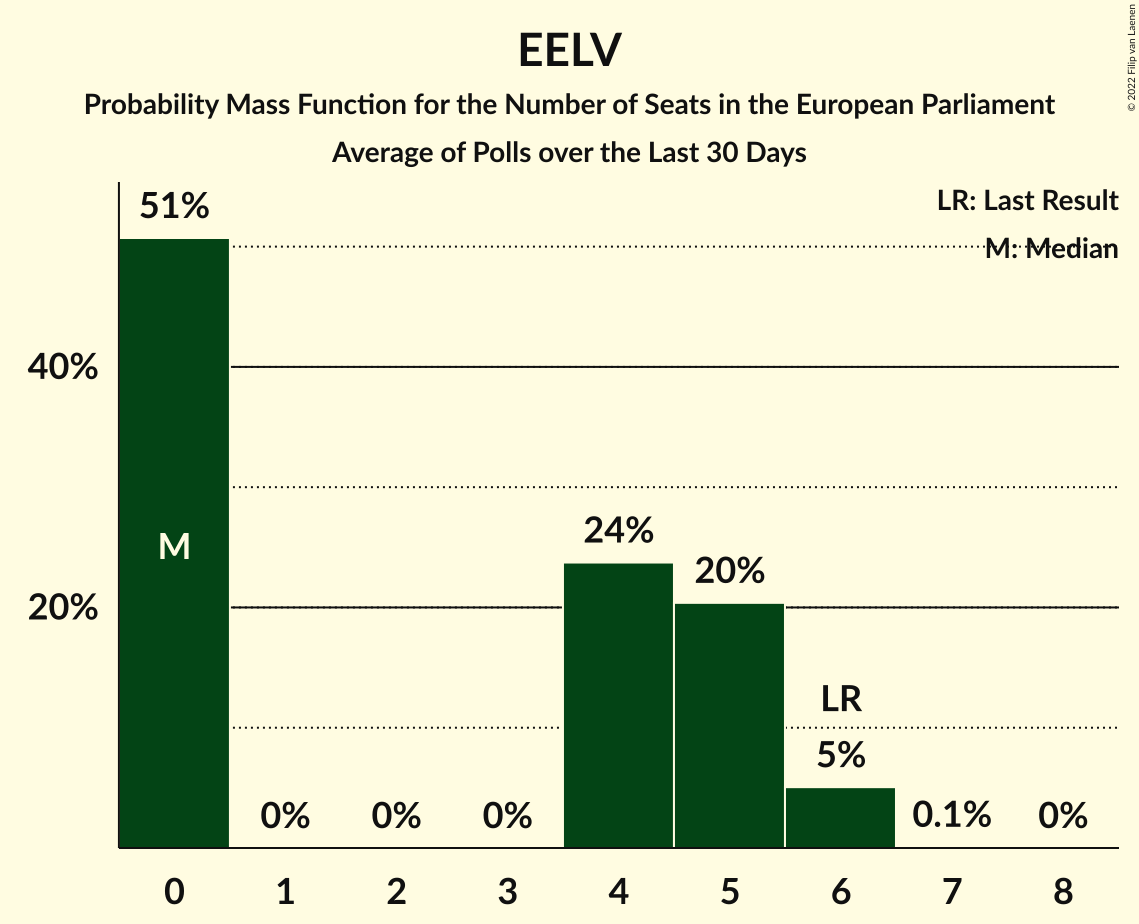 EELV
Probability Mass Function for the Number of Seats in the European Parliament
Average of Polls over the Last 30 Days
© 2022 Filip van Laenen
LR: Last Result
M: Median
51%
40%
M
24%
20%
20%
LR
5%
0%
0%
0%
0.1%
0%
0 1 2 3 4 5 6 7 8